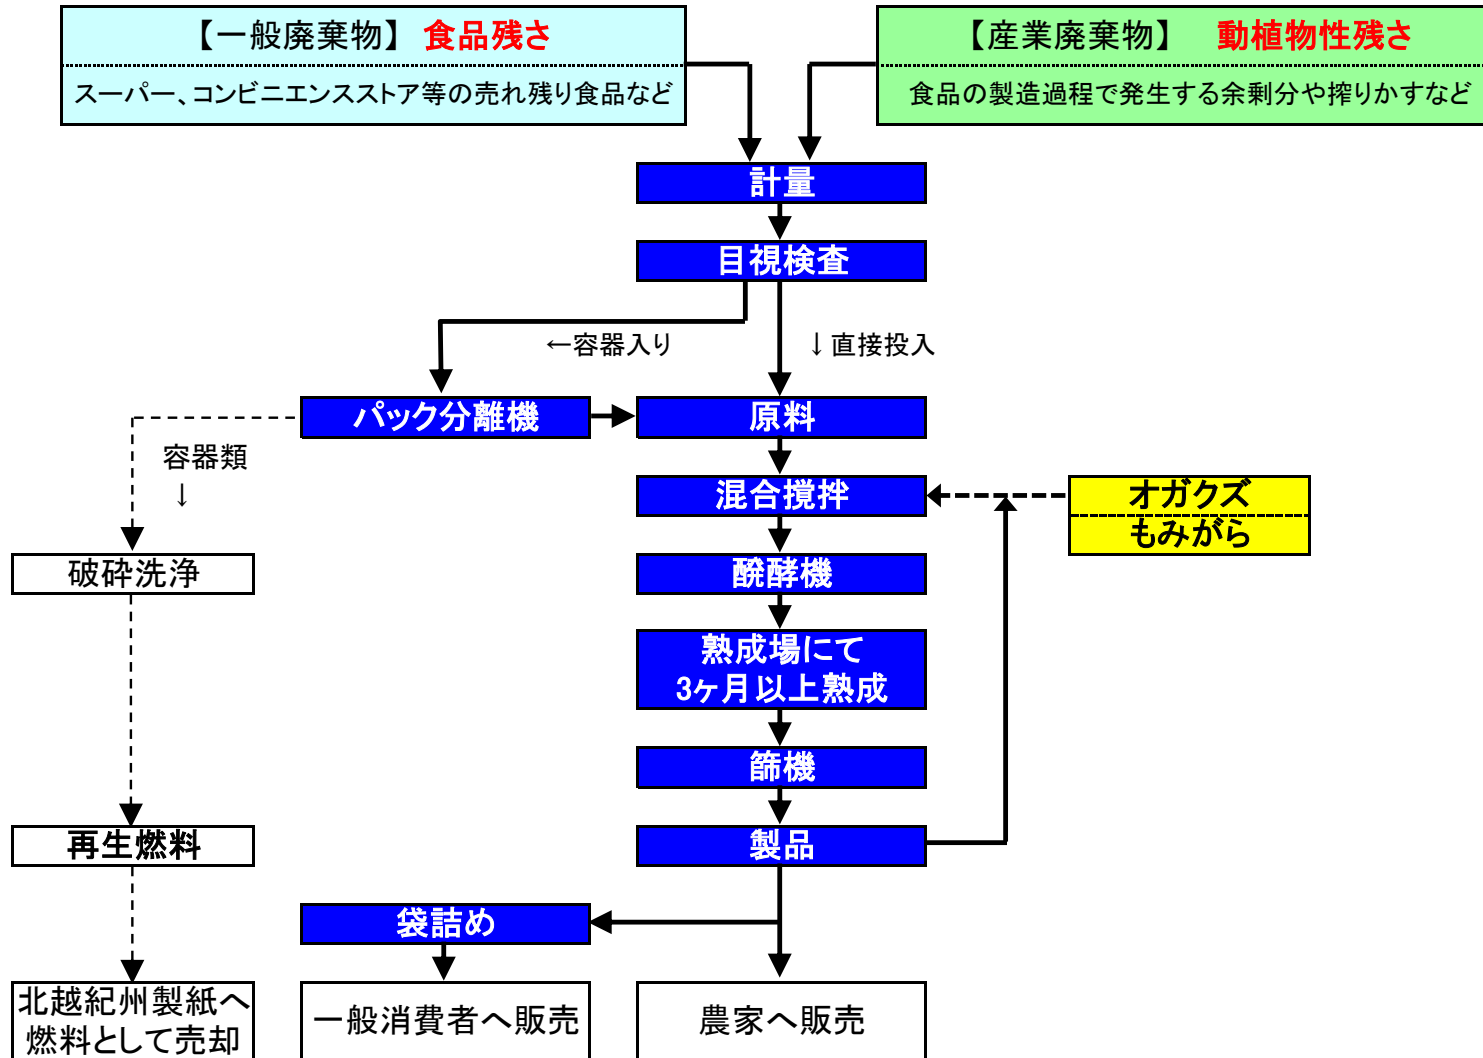 【一般廃棄物】 食品残さ
スーパー、コンビニエンスストア等の売れ残り食品など
【産業廃棄物】 動植物性残さ
食品の製造過程で発生する余剰分や搾りかすなど
計量
目視検査
←容器入り
↓直接投入
パック分離機
原料
容器類
↓
混合撹拌
オガクズ
もみがら
破砕洗浄
醗酵機
熟成場にて
3ヶ月以上熟成
篩機
再生燃料
製品
袋詰め
北越紀州製紙へ
燃料として売却
一般消費者へ販売
農家へ販売